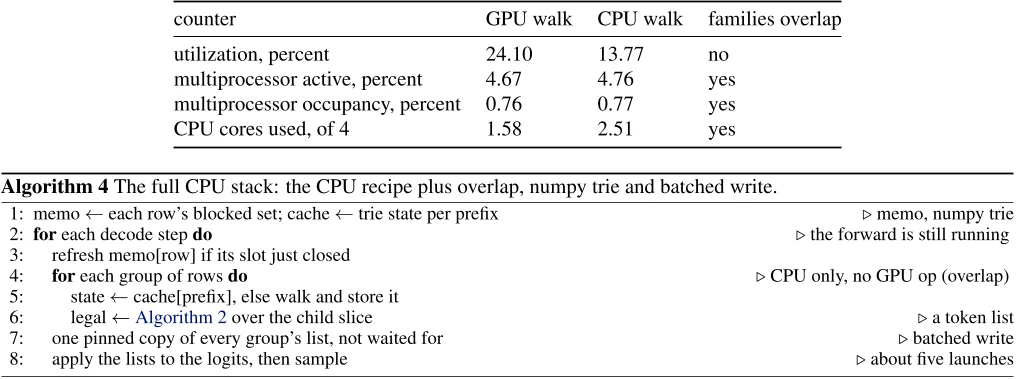 counter GPU walk CPU walk families overlap
utilization, percent 24.10 13.77 no
multiprocessor active, percent 4.67 4.76 yes
multiprocessor occupancy, percent 0.76 0.77 yes
CPU cores used, of 4 1.58 2.51 yes
Algorithm 4 The full CPU stack: the CPU recipe plus overlap, numpy trie and batched write.
1: memo ← each row's blocked set; cache ← trie state per prefix ▷ memo, numpy trie
2: for each decode step do ▷ the forward is still running
3: refresh memo[row] if its slot just closed
4: for each group of rows do ▷ CPU only, no GPU op (overlap)
5: state ← cache[prefix], else walk and store it
6: legal ← Algorithm 2 over the child slice ▷ a token list
7: one pinned copy of every group's list, not waited for ▷ batched write
8: apply the lists to the logits, then sample ▷ about five launches